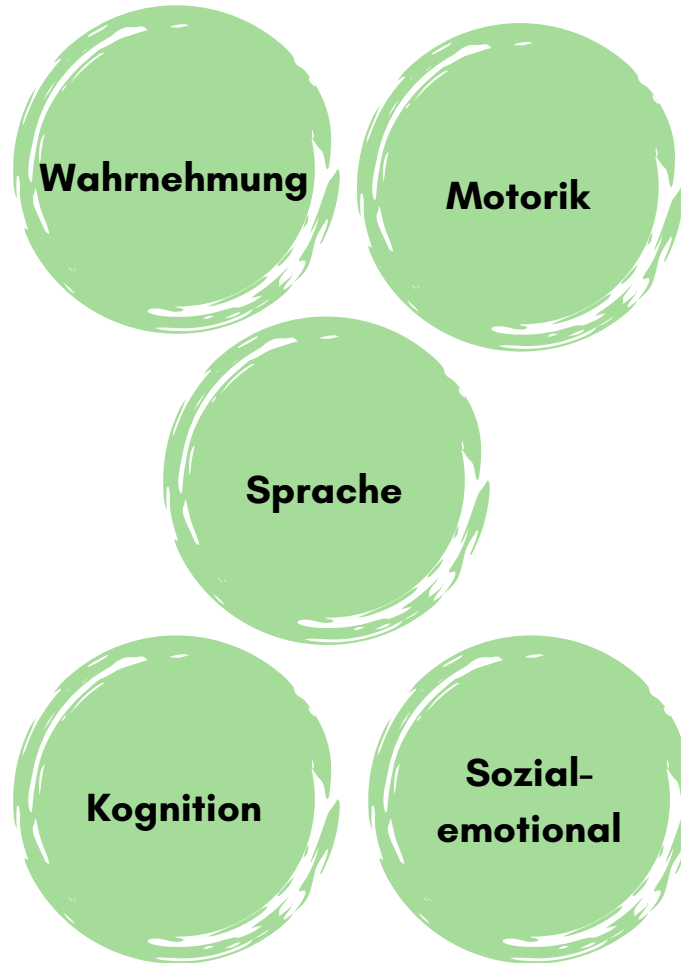 Wahrnehmung
Motorik
Sprache
Kognition
Sozial-
emotional